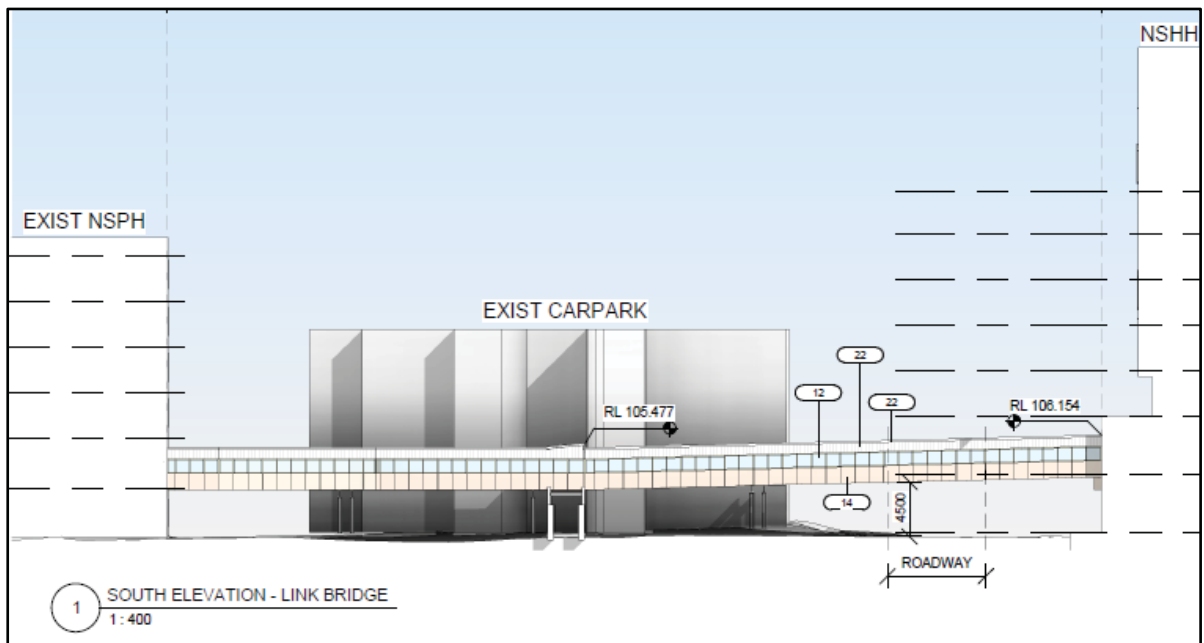 NSHH
EXIST NSPH
EXIST CARPARK
22
12
22
RL 105.477
RL 106.154
14
4500
ROADWAY
1
SOUTH ELEVATION - LINK BRIDGE
1 : 400